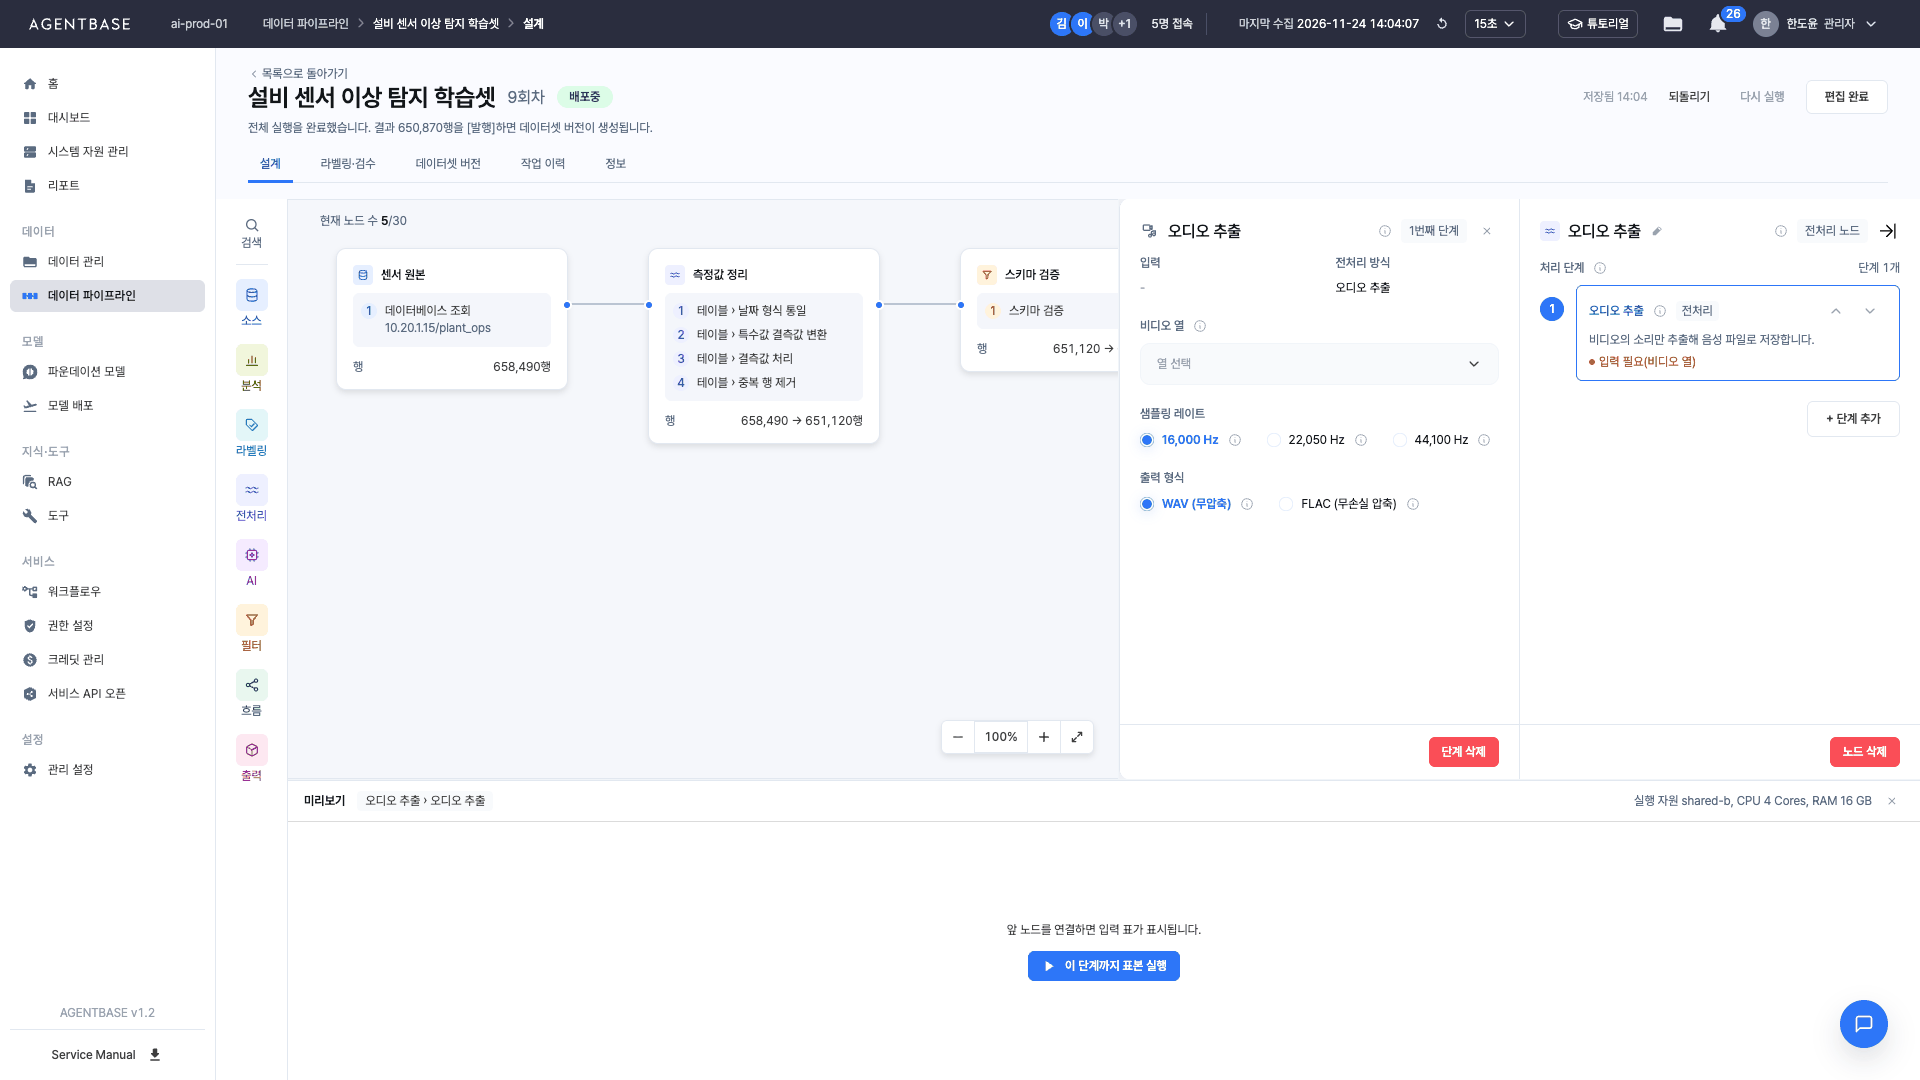 AGENTBASE
ai-prod-01
데이터 파이프라인 > 설비 센서 이상 탐지 학습셋 > 설계
김 이 박 +1 5명 접속
마지막 수집 2026-11-24 14:04:07
15초
튜토리얼
26
한 한도윤 관리자
홈
대시보드
시스템 자원 관리
리포트
데이터
데이터 관리
데이터 파이프라인
모델
파운데이션 모델
모델 배포
지식·도구
RAG
도구
서비스
워크플로우
권한 설정
크레딧 관리
서비스 API 오픈
설정
관리 설정
AGENTBASE v1.2
Service Manual
목록으로 돌아가기
설비 센서 이상 탐지 학습셋 9회차 배포중
전체 실행을 완료했습니다. 결과 650,870행을 [발행]하면 데이터셋 버전이 생성됩니다.
저장됨 14:04 되돌리기 다시 실행 편집 완료
설계 라벨링·검수 데이터셋 버전 작업 이력 정보
검색
소스
분석
라벨링
전처리
AI
필터
흐름
출력
현재 노드 수 5/30
센서 원본
1 데이터베이스 조회
10.20.1.15/plant_ops
행 658,490행
측정값 정리
1 테이블 › 날짜 형식 통일
2 테이블 › 특수값 결측값 변환
3 테이블 › 결측값 처리
4 테이블 › 중복 행 제거
행 658,490 → 651,120행
스키마 검증
1 스키마 검증
행 651,120 →
100%
오디오 추출 1번째 단계
입력 전처리 방식
- 오디오 추출
비디오 열
열 선택
샘플링 레이트
16,000 Hz 22,050 Hz 44,100 Hz
출력 형식
WAV (무압축) FLAC (무손실 압축)
단계 삭제
오디오 추출 전처리 노드
처리 단계 단계 1개
1 오디오 추출 전처리
비디오의 소리만 추출해 음성 파일로 저장합니다.
입력 필요(비디오 열)
+ 단계 추가
노드 삭제
미리보기 오디오 추출 › 오디오 추출
실행 자원 shared-b, CPU 4 Cores, RAM 16 GB
앞 노드를 연결하면 입력 표가 표시됩니다.
이 단계까지 표본 실행